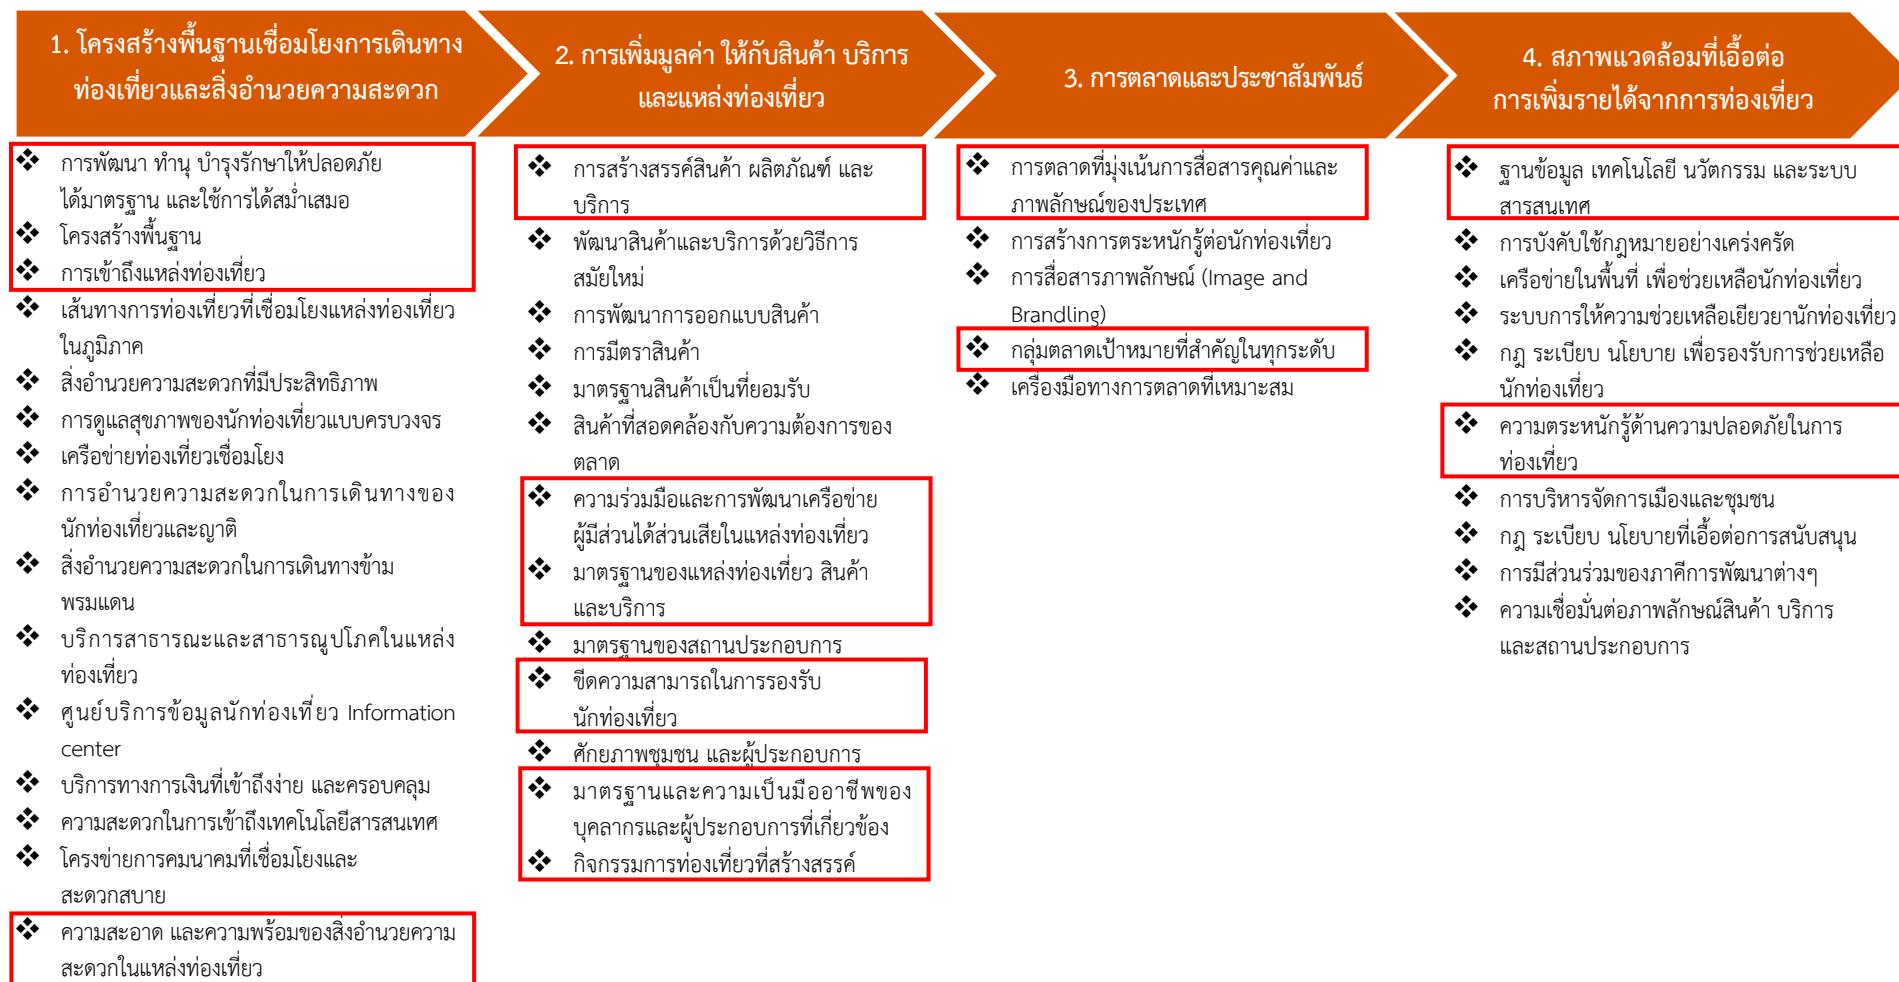 1. โครงสร้างพื้นฐานเชื่อมโยงการเดินทาง
ท่องเที่ยวและสิ่งอำนวยความสะดวก
❖ การพัฒนา ทำนุ บำรุงรักษาให้ปลอดภัย
ได้มาตรฐาน และใช้การได้สม่ำเสมอ
❖ โครงสร้างพื้นฐาน
❖ การเข้าถึงแหล่งท่องเที่ยว
❖ เส้นทางการท่องเที่ยวที่เชื่อมโยงแหล่งท่องเที่ยว
ในภูมิภาค
❖ สิ่งอำนวยความสะดวกที่มีประสิทธิภาพ
❖ การดูแลสุขภาพของนักท่องเที่ยวแบบครบวงจร
❖ เครือข่ายท่องเที่ยวเชื่อมโยง
❖ การอำนวยความสะดวกในการเดินทางของ
นักท่องเที่ยวและญาติ
❖ สิ่งอำนวยความสะดวกในการเดินทางข้าม
พรมแดน
❖ บริการสาธารณะและสาธารณูปโภคในแหล่ง
ท่องเที่ยว
❖ ศูนย์บริการข้อมูลนักท่องเที่ยว Information
center
❖ บริการทางการเงินที่เข้าถึงง่าย และครอบคลุม
❖ ความสะดวกในการเข้าถึงเทคโนโลยีสารสนเทศ
❖ โครงข่ายการคมนาคมที่เชื่อมโยงและ
สะดวกสบาย
❖ ความสะอาด และความพร้อมของสิ่งอำนวยความ
สะดวกในแหล่งท่องเที่ยว
2. การเพิ่มมูลค่า ให้กับสินค้า บริการ
และแหล่งท่องเที่ยว
❖ การสร้างสรรค์สินค้า ผลิตภัณฑ์ และ
บริการ
❖ พัฒนาสินค้าและบริการด้วยวิธีการ
สมัยใหม่
❖ การพัฒนาการออกแบบสินค้า
❖ การมีตราสินค้า
❖ มาตรฐานสินค้าเป็นที่ยอมรับ
❖ สินค้าที่สอดคล้องกับความต้องการของ
ตลาด
❖ ความร่วมมือและการพัฒนาเครือข่าย
ผู้มีส่วนได้ส่วนเสียในแหล่งท่องเที่ยว
❖ มาตรฐานของแหล่งท่องเที่ยว สินค้า
และบริการ
❖ มาตรฐานของสถานประกอบการ
❖ ขีดความสามารถในการรองรับ
นักท่องเที่ยว
❖ ศักยภาพชุมชน และผู้ประกอบการ
❖ มาตรฐานและความเป็นมืออาชีพของ
บุคลากรและผู้ประกอบการที่เกี่ยวข้อง
❖ กิจกรรมการท่องเที่ยวที่สร้างสรรค์
3. การตลาดและประชาสัมพันธ์
❖ การตลาดที่มุ่งเน้นการสื่อสารคุณค่าและ
ภาพลักษณ์ของประเทศ
❖ การสร้างการตระหนักรู้ต่อนักท่องเที่ยว
❖ การสื่อสารภาพลักษณ์ (Image and
Brandling)
❖ กลุ่มตลาดเป้าหมายที่สำคัญในทุกระดับ
❖ เครื่องมือทางการตลาดที่เหมาะสม
4. สภาพแวดล้อมที่เอื้อต่อ
การเพิ่มรายได้จากการท่องเที่ยว
❖ ฐานข้อมูล เทคโนโลยี นวัตกรรม และระบบ
สารสนเทศ
❖ การบังคับใช้กฎหมายอย่างเคร่งครัด
❖ เครือข่ายในพื้นที่ เพื่อช่วยเหลือนักท่องเที่ยว
❖ ระบบการให้ความช่วยเหลือเยียวยานักท่องเที่ยว
❖ กฎ ระเบียบ นโยบาย เพื่อรองรับการช่วยเหลือ
นักท่องเที่ยว
❖ ความตระหนักรู้ด้านความปลอดภัยในการ
ท่องเที่ยว
❖ การบริหารจัดการเมืองและชุมชน
❖ กฎ ระเบียบ นโยบายที่เอื้อต่อการสนับสนุน
❖ การมีส่วนร่วมของภาคีการพัฒนาต่างๆ
❖ ความเชื่อมั่นต่อภาพลักษณ์สินค้า บริการ
และสถานประกอบการ